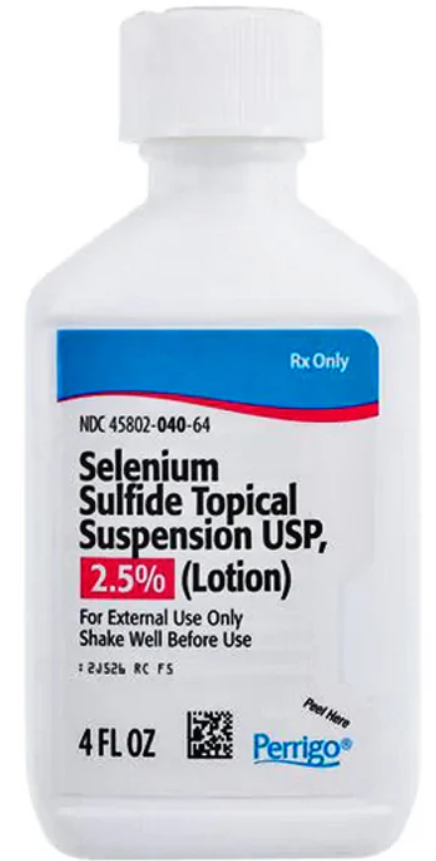 Rx Only
NDC 45802-040-64
Selenium
Sulfide Topical
Suspension USP,
2.5% (Lotion)
For External Use Only
Shake Well Before Use
: 2J526 RC FS
Peel Here
4 FL OZ
Perrigo®